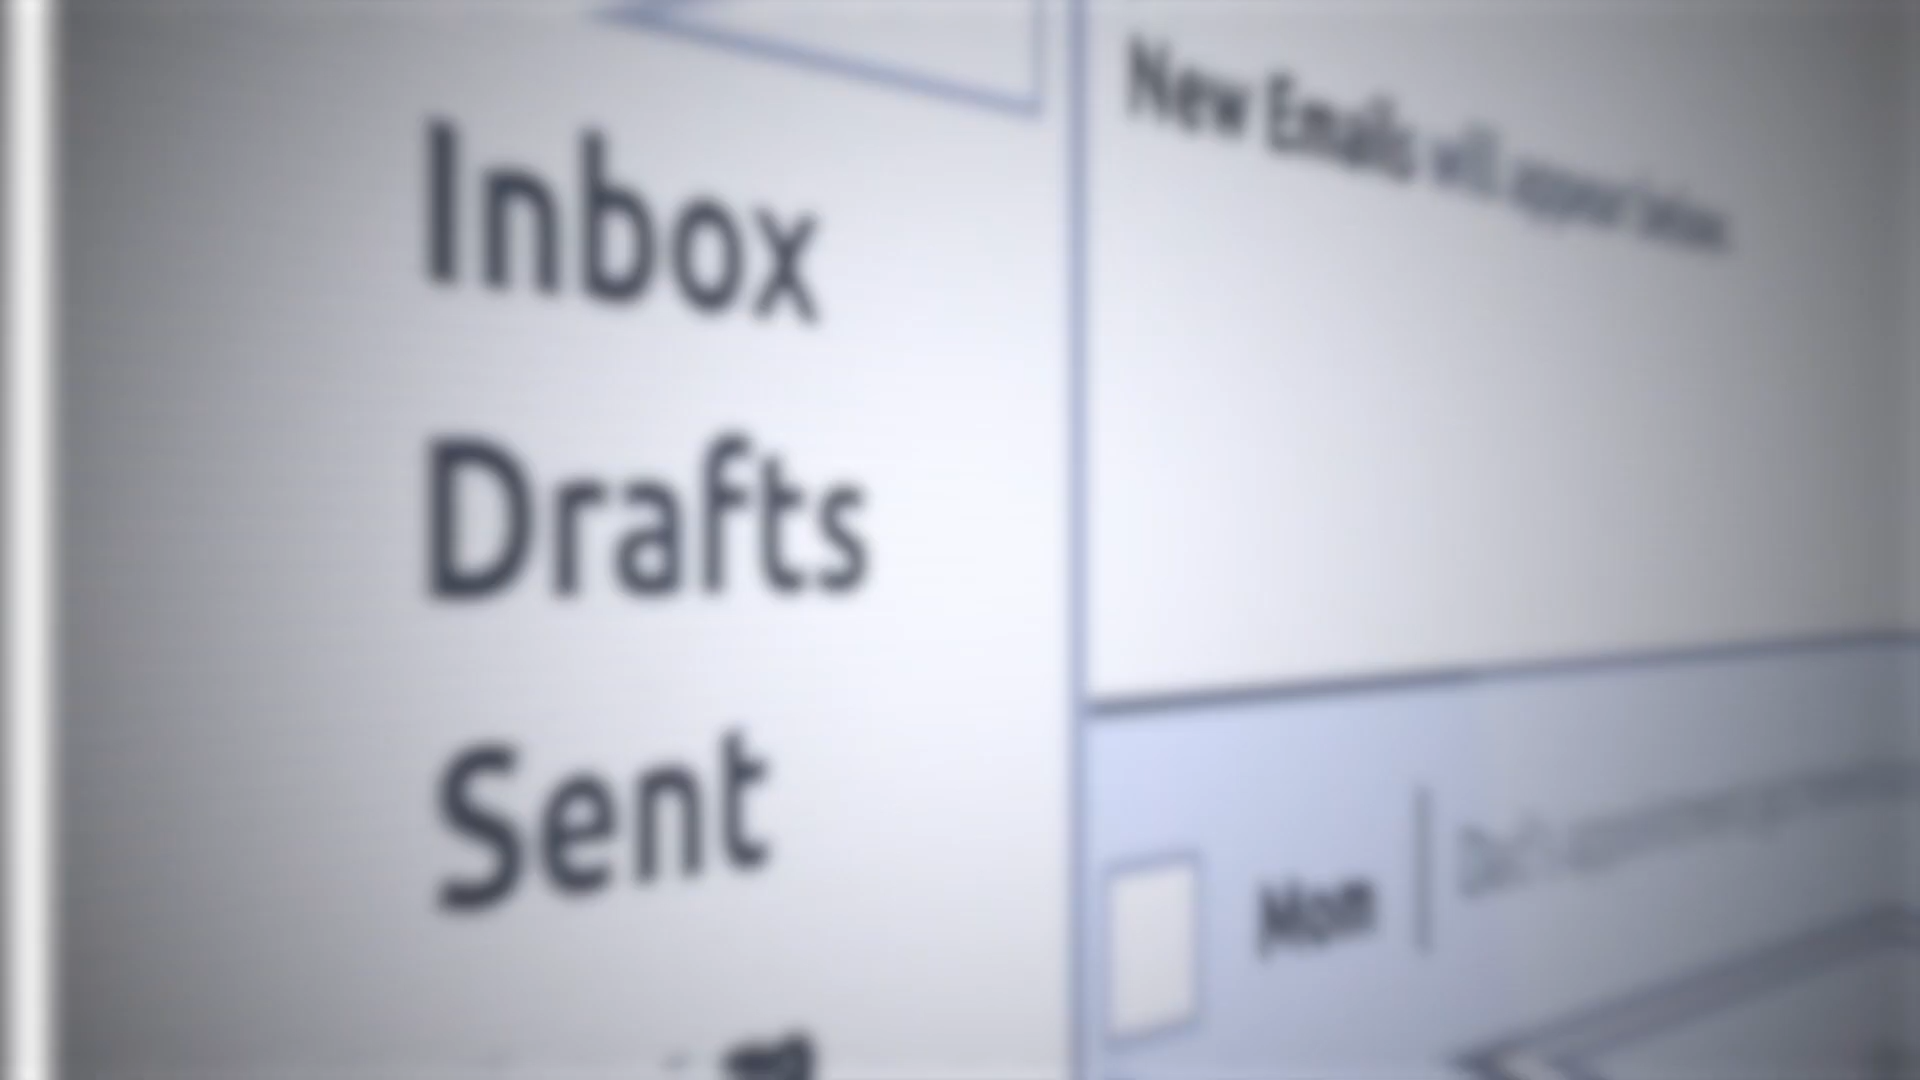 Inbox
Drafts
Sent
New Emails will appear below.
Mom